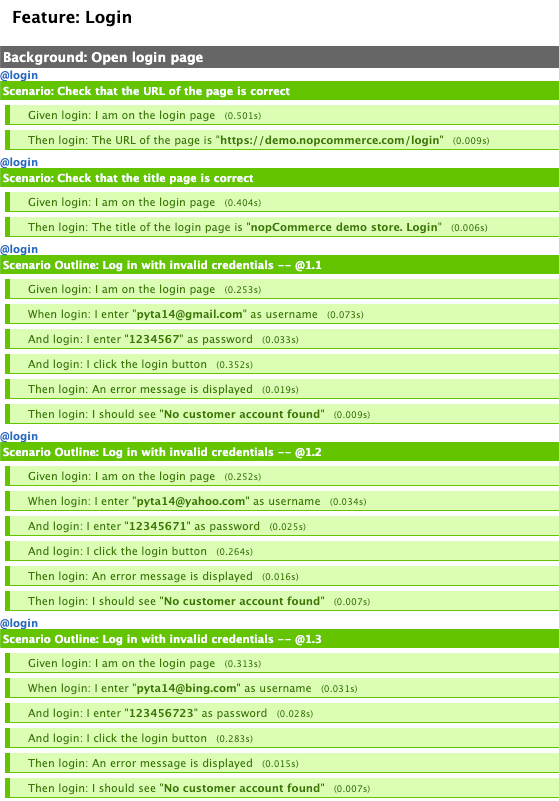 Feature: Login
Background: Open login page
@login
Scenario: Check that the URL of the page is correct
Given login: I am on the login page (0.501s)
Then login: The URL of the page is "https://demo.nopcommerce.com/login" (0.009s)
@login
Scenario: Check that the title page is correct
Given login: I am on the login page (0.404s)
Then login: The title of the login page is "nopCommerce demo store. Login" (0.006s)
@login
Scenario Outline: Log in with invalid credentials -- @1.1
Given login: I am on the login page (0.253s)
When login: I enter "pyta14@gmail.com" as username (0.073s)
And login: I enter "1234567" as password (0.033s)
And login: I click the login button (0.352s)
Then login: An error message is displayed (0.019s)
Then login: I should see "No customer account found" (0.009s)
@login
Scenario Outline: Log in with invalid credentials -- @1.2
Given login: I am on the login page (0.252s)
When login: I enter "pyta14@yahoo.com" as username (0.034s)
And login: I enter "12345671" as password (0.025s)
And login: I click the login button (0.264s)
Then login: An error message is displayed (0.016s)
Then login: I should see "No customer account found" (0.007s)
@login
Scenario Outline: Log in with invalid credentials -- @1.3
Given login: I am on the login page (0.313s)
When login: I enter "pyta14@bing.com" as username (0.031s)
And login: I enter "123456723" as password (0.028s)
And login: I click the login button (0.283s)
Then login: An error message is displayed (0.015s)
Then login: I should see "No customer account found" (0.007s)